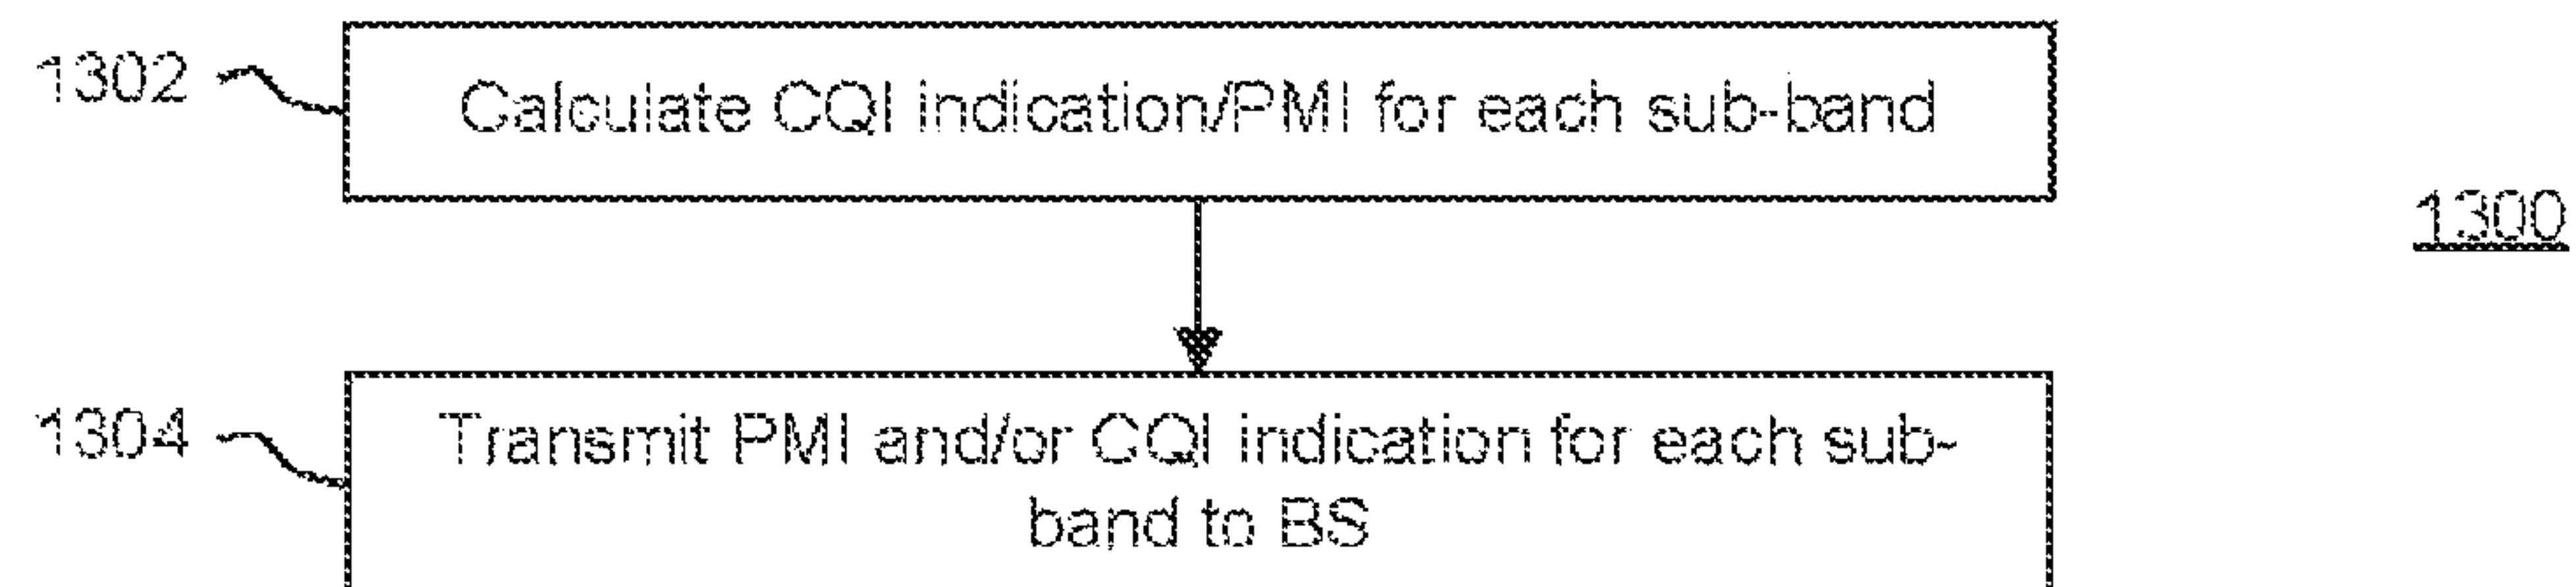 1302
Calculate CQI indication/PMI for each sub-band
1300
1304
Transmit PMI and/or CQI indication for each sub-
band to BS